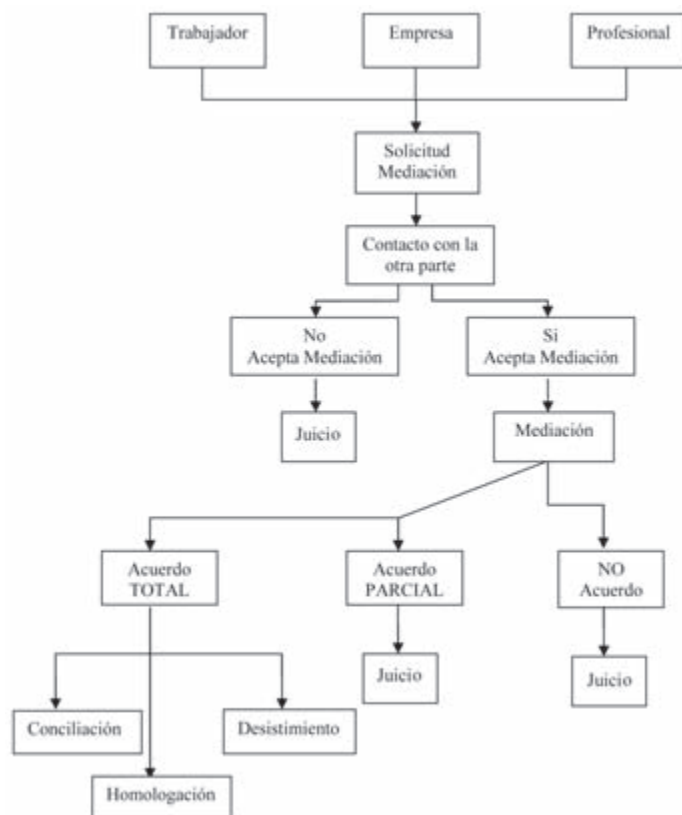 Trabajador
Empresa
Profesional
Solicitud
Mediación
Contacto con la
otra parte
No
Acepta Mediación
Si
Acepta Mediación
Juicio
Mediación
Acuerdo
TOTAL
Acuerdo
PARCIAL
NO
Acuerdo
Juicio
Juicio
Conciliación
Desistimiento
Homologación